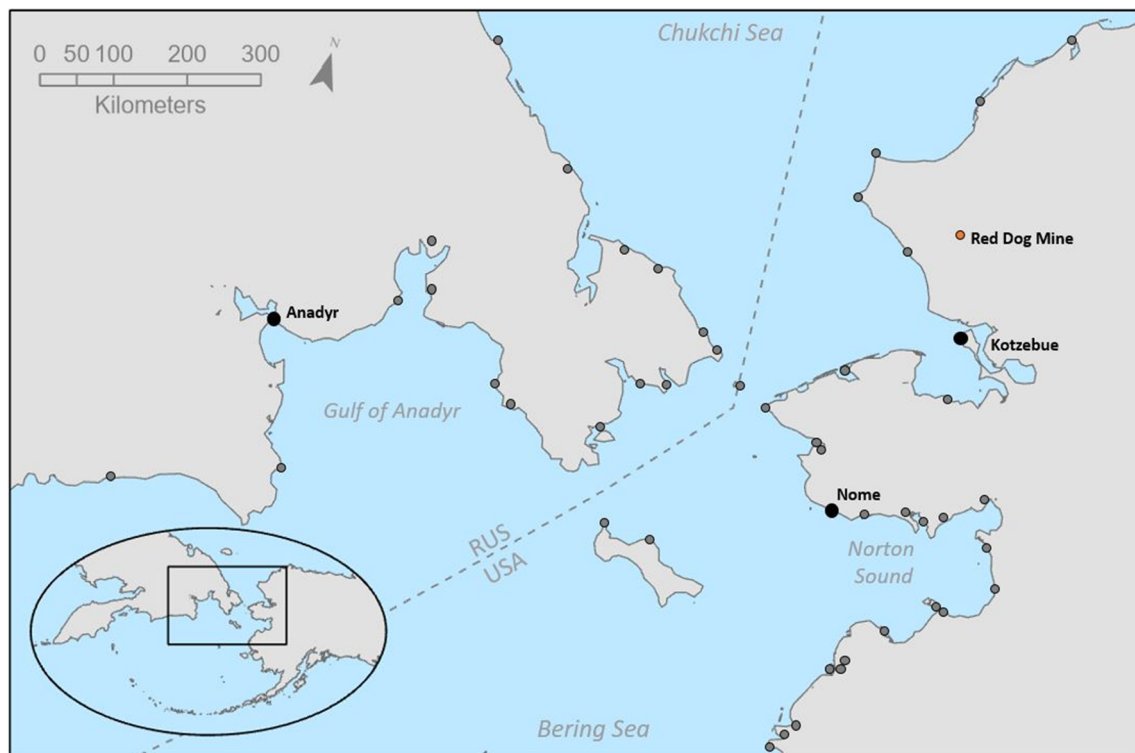 Chukchi Sea
N
0 50 100 200 300
Kilometers
Red Dog Mine
Anadyr
Kotzebue
Gulf of Anadyr
Nome
RUS
USA
Norton
Sound
Bering Sea